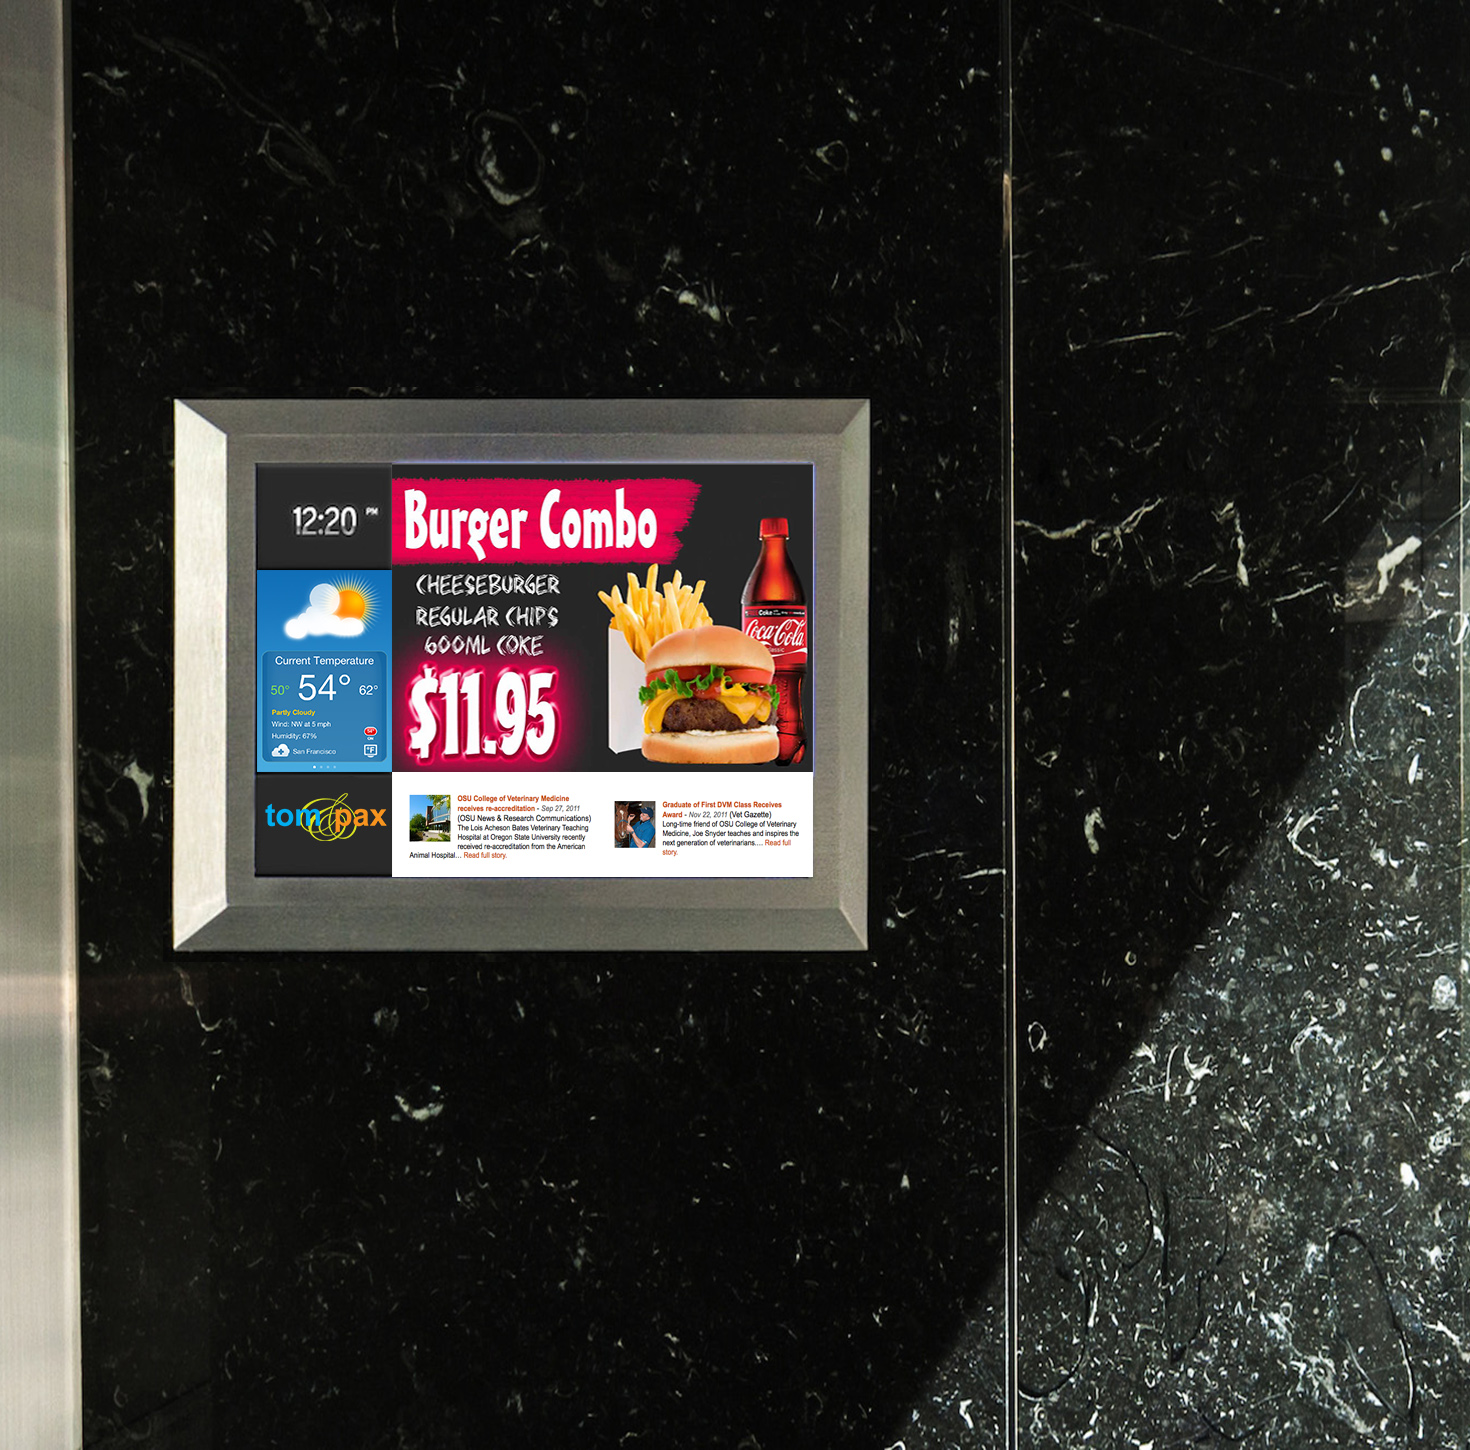 12:20 PM
Burger Combo
CHEESEBURGER
REGULAR CHIPS
600ML COKE
$11.95
Coke
Coca-Cola
classic
Current Temperature
50° 54° 62°
Partly Cloudy
Wind: NW at 5 mph
Humidity: 67%
San Francisco
°F
tom&pax
OSU College of Veterinary Medicine
receives re-accreditation - Sep 27, 2011
(OSU News & Research Communications)
The Lois Acheson Bates Veterinary Teaching
Hospital at Oregon State University recently
received re-accreditation from the American
Animal Hospital… Read full story.
Graduate of First DVM Class Receives
Award - Nov 22, 2011 (Vet Gazette)
Long-time friend of OSU College of Veterinary
Medicine, Joe Snyder teaches and inspires the
next generation of veterinarians…. Read full
story.